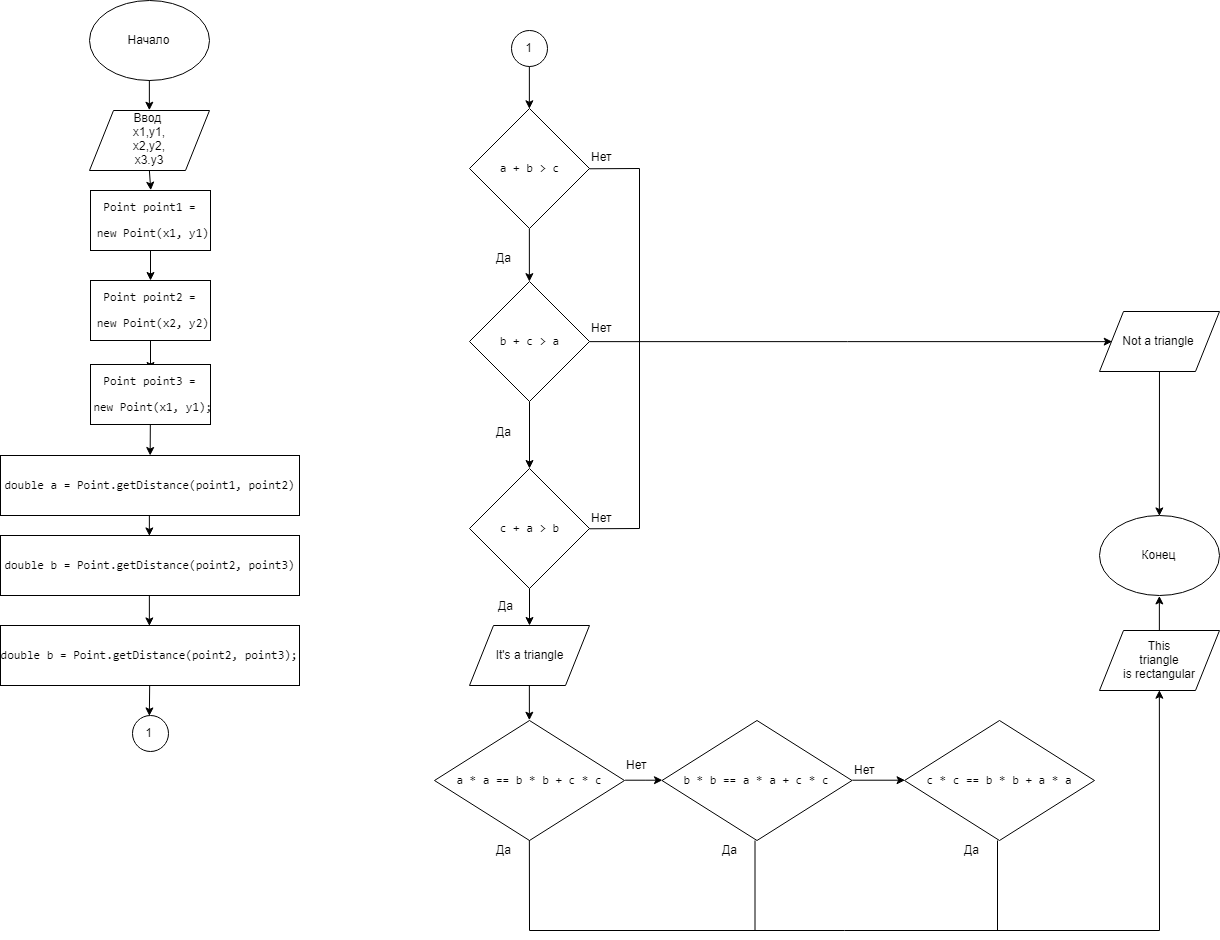 Начало
Ввод
x1,y1,
x2,y2,
x3.y3
Point point1 =
new Point(x1, y1)
Point point2 =
new Point(x2, y2)
Point point3 =
new Point(x1, y1);
double a = Point.getDistance(point1, point2)
double b = Point.getDistance(point2, point3)
double b = Point.getDistance(point2, point3);
1
1
a + b > c
Нет
Да
b + c > a
Нет
Да
c + a > b
Нет
Да
It's a triangle
a * a == b * b + c * c
Нет
Да
b * b == a * a + c * c
Нет
Да
c * c == b * b + a * a
Да
Not a triangle
Конец
This
triangle
is rectangular